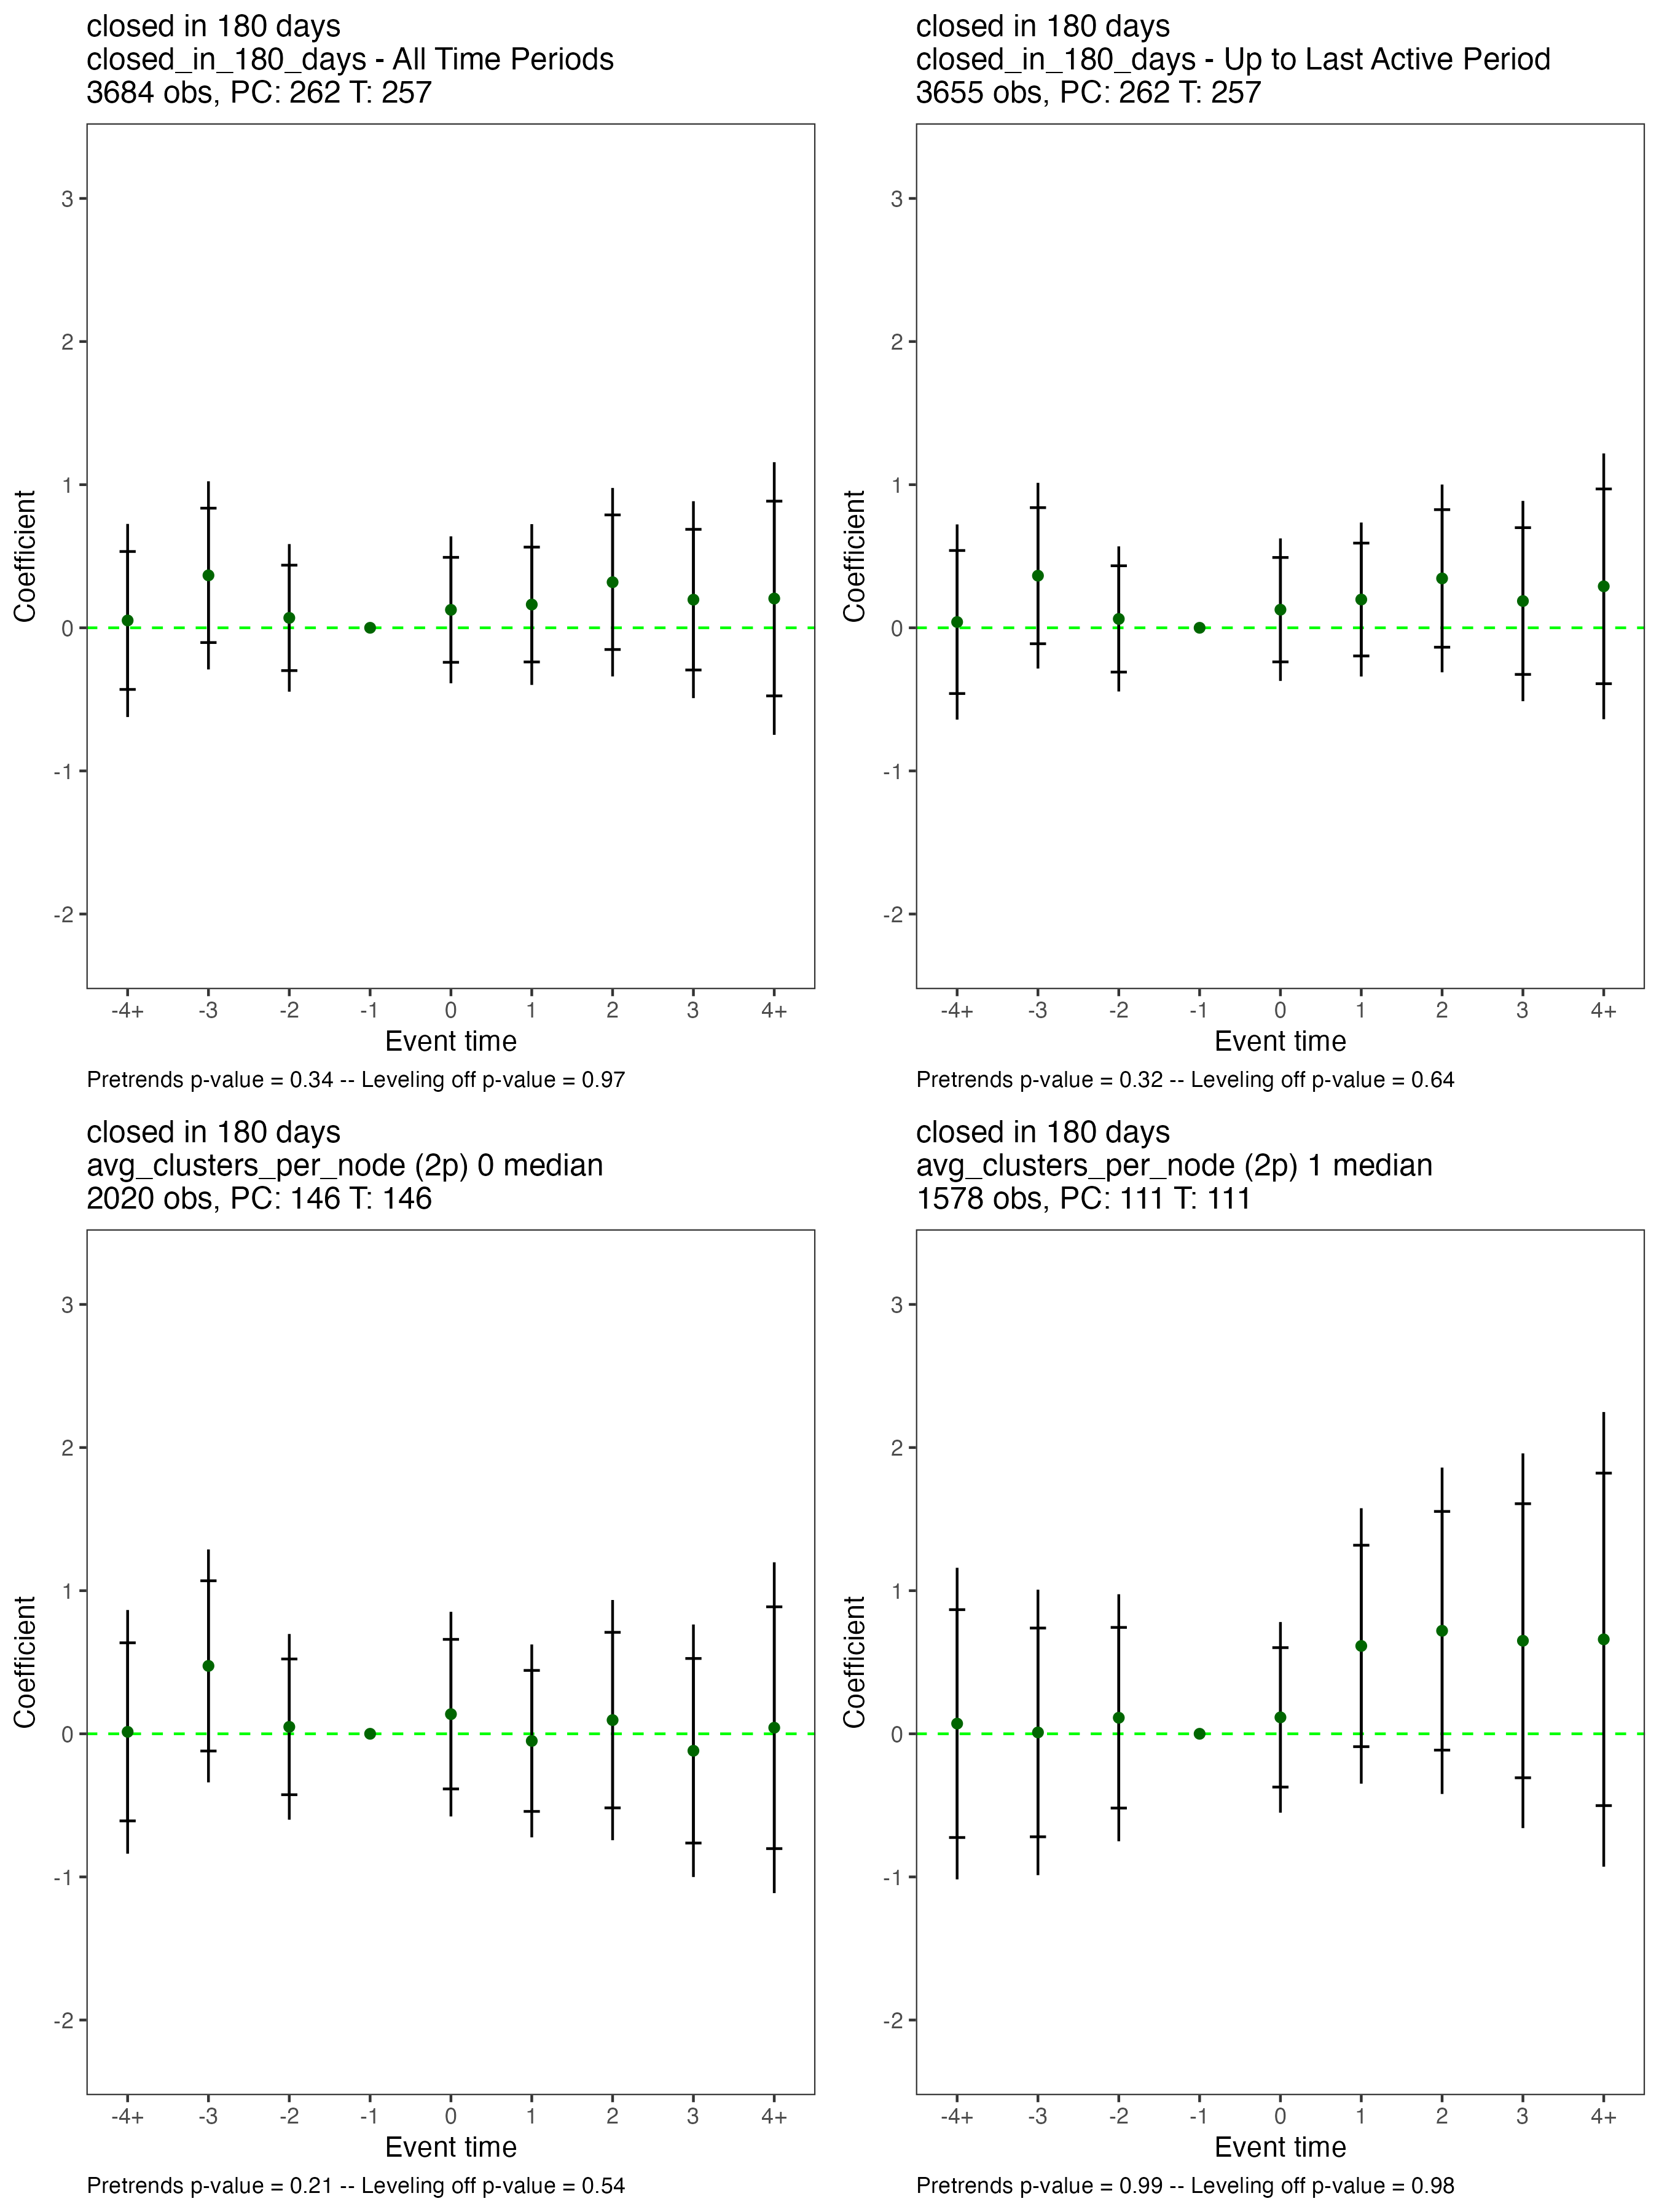 closed in 180 days
closed_in_180_days - All Time Periods
3684 obs, PC: 262 T: 257
Coefficient
3
2
1
0
-1
-2
-4+ -3 -2 -1 0 1 2 3 4+
Event time
Pretrends p-value = 0.34 -- Leveling off p-value = 0.97
closed in 180 days
closed_in_180_days - Up to Last Active Period
3655 obs, PC: 262 T: 257
Coefficient
3
2
1
0
-1
-2
-4+ -3 -2 -1 0 1 2 3 4+
Event time
Pretrends p-value = 0.32 -- Leveling off p-value = 0.64
closed in 180 days
avg_clusters_per_node (2p) 0 median
2020 obs, PC: 146 T: 146
Coefficient
3
2
1
0
-1
-2
-4+ -3 -2 -1 0 1 2 3 4+
Event time
Pretrends p-value = 0.21 -- Leveling off p-value = 0.54
closed in 180 days
avg_clusters_per_node (2p) 1 median
1578 obs, PC: 111 T: 111
Coefficient
3
2
1
0
-1
-2
-4+ -3 -2 -1 0 1 2 3 4+
Event time
Pretrends p-value = 0.99 -- Leveling off p-value = 0.98